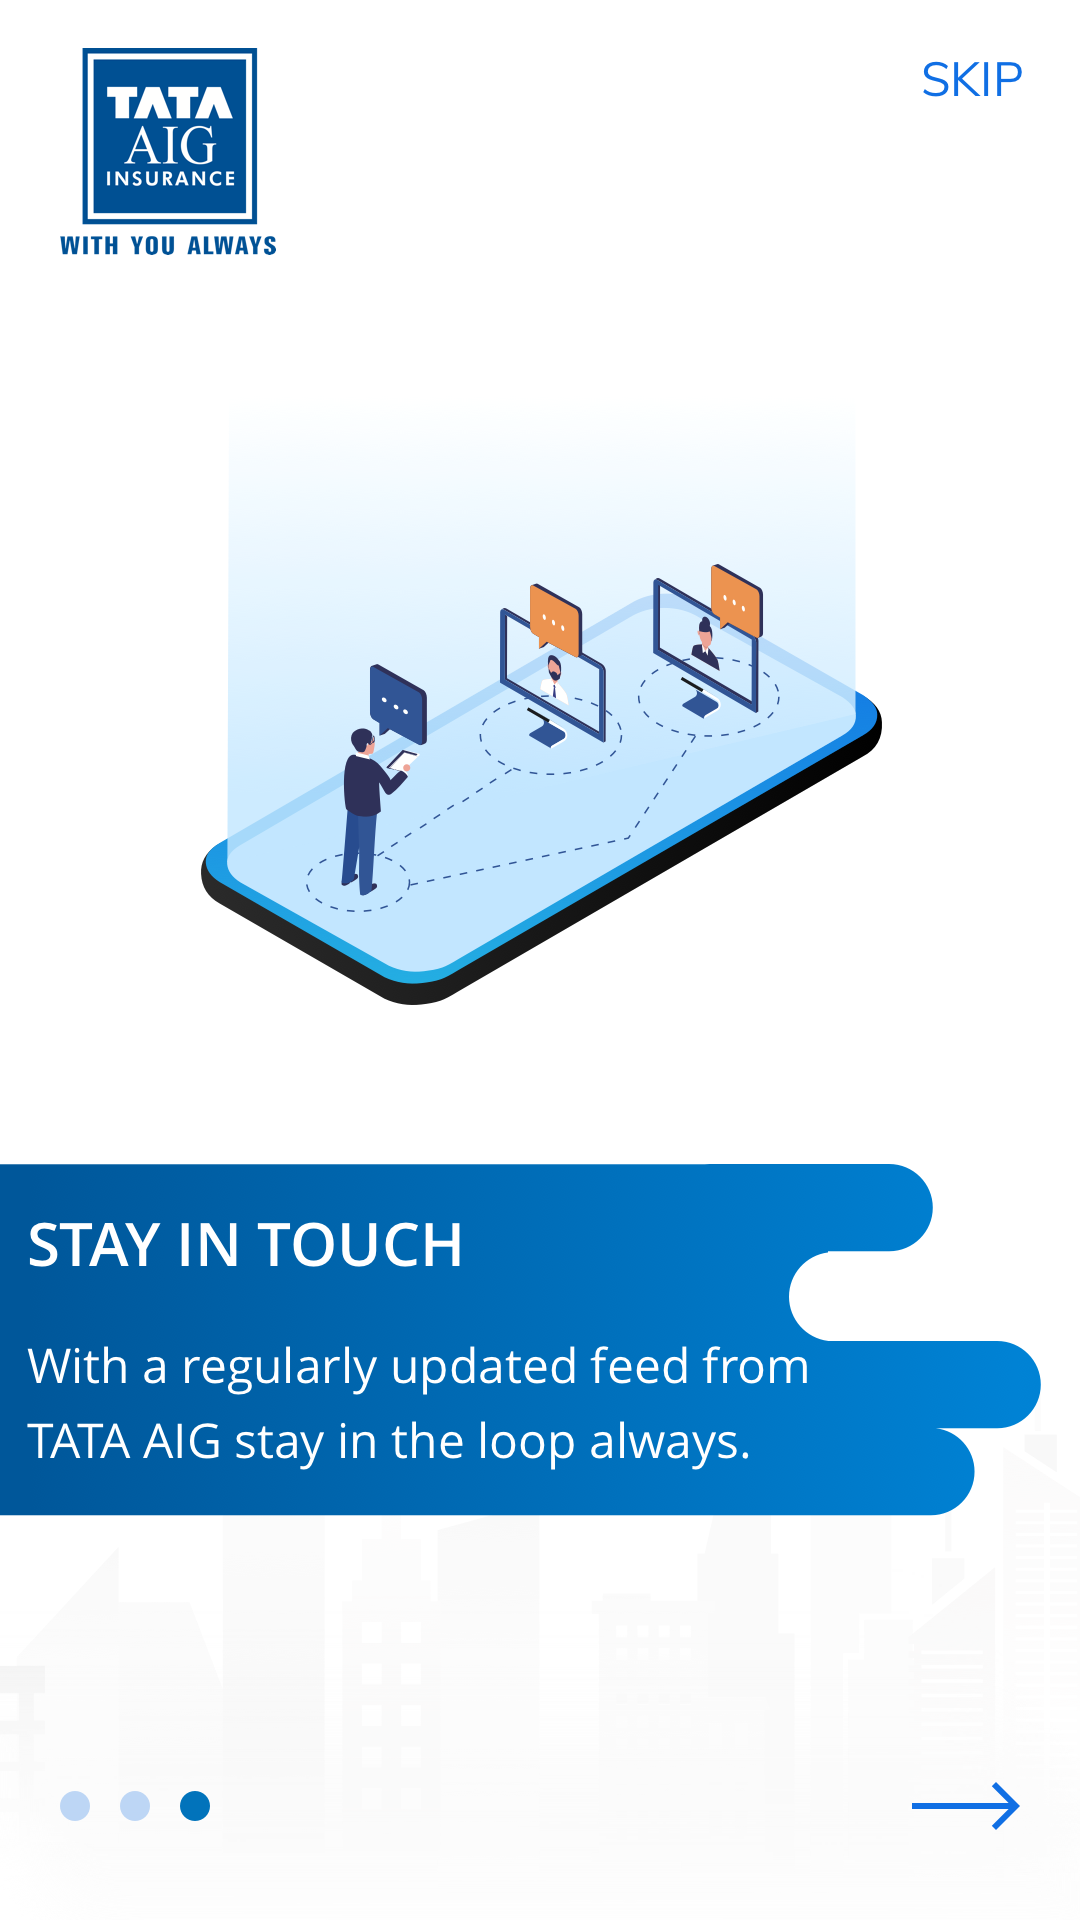 TATA
AIG
INSURANCE
WITH YOU ALWAYS
SKIP
STAY IN TOUCH
With a regularly updated feed from
TATA AIG stay in the loop always.